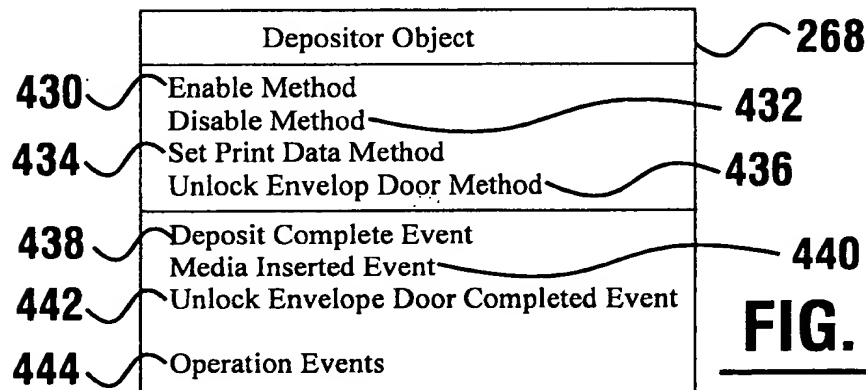 Depositor Object 268
430 Enable Method
Disable Method 432
434 Set Print Data Method
Unlock Envelop Door Method 436
438 Deposit Complete Event
Media Inserted Event 440
442 Unlock Envelope Door Completed Event
FIG.
444 Operation Events